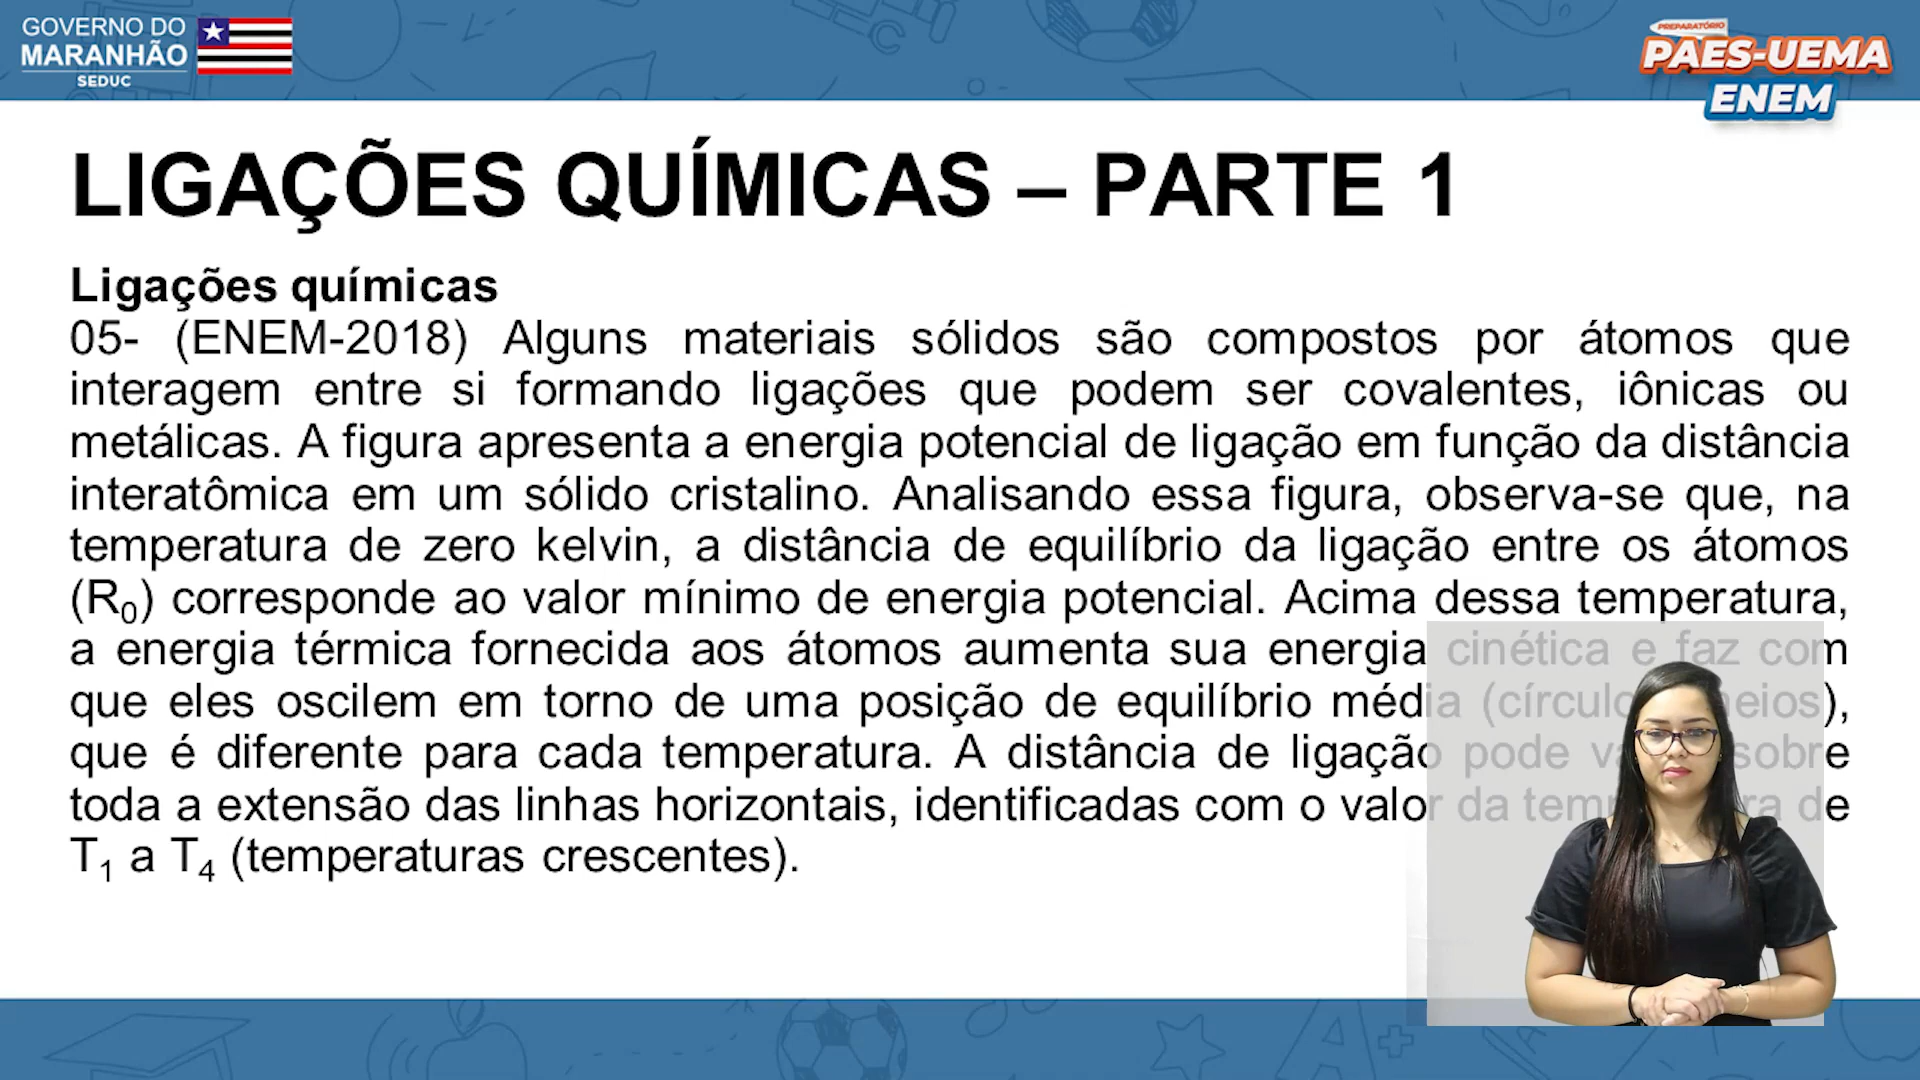 GOVERNO DO
MARANHÃO
SEDUC
PREPARATÓRIO
PAES-UEMA
ENEM
LIGAÇÕES QUÍMICAS – PARTE 1
Ligações químicas
05- (ENEM-2018) Alguns materiais sólidos são compostos por átomos que
interagem entre si formando ligações que podem ser covalentes, iônicas ou
metálicas. A figura apresenta a energia potencial de ligação em função da distância
interatômica em um sólido cristalino. Analisando essa figura, observa-se que, na
temperatura de zero kelvin, a distância de equilíbrio da ligação entre os átomos
(R₀) corresponde ao valor mínimo de energia potencial. Acima dessa temperatura,
a energia térmica fornecida aos átomos aumenta sua energia cinética e faz com
que eles oscilem em torno de uma posição de equilíbrio média (círculos cheios),
que é diferente para cada temperatura. A distância de ligação pode sobre
toda a extensão das linhas horizontais, identificadas com o valor da temperatura de
T₁ a T₄ (temperaturas crescentes).
A+